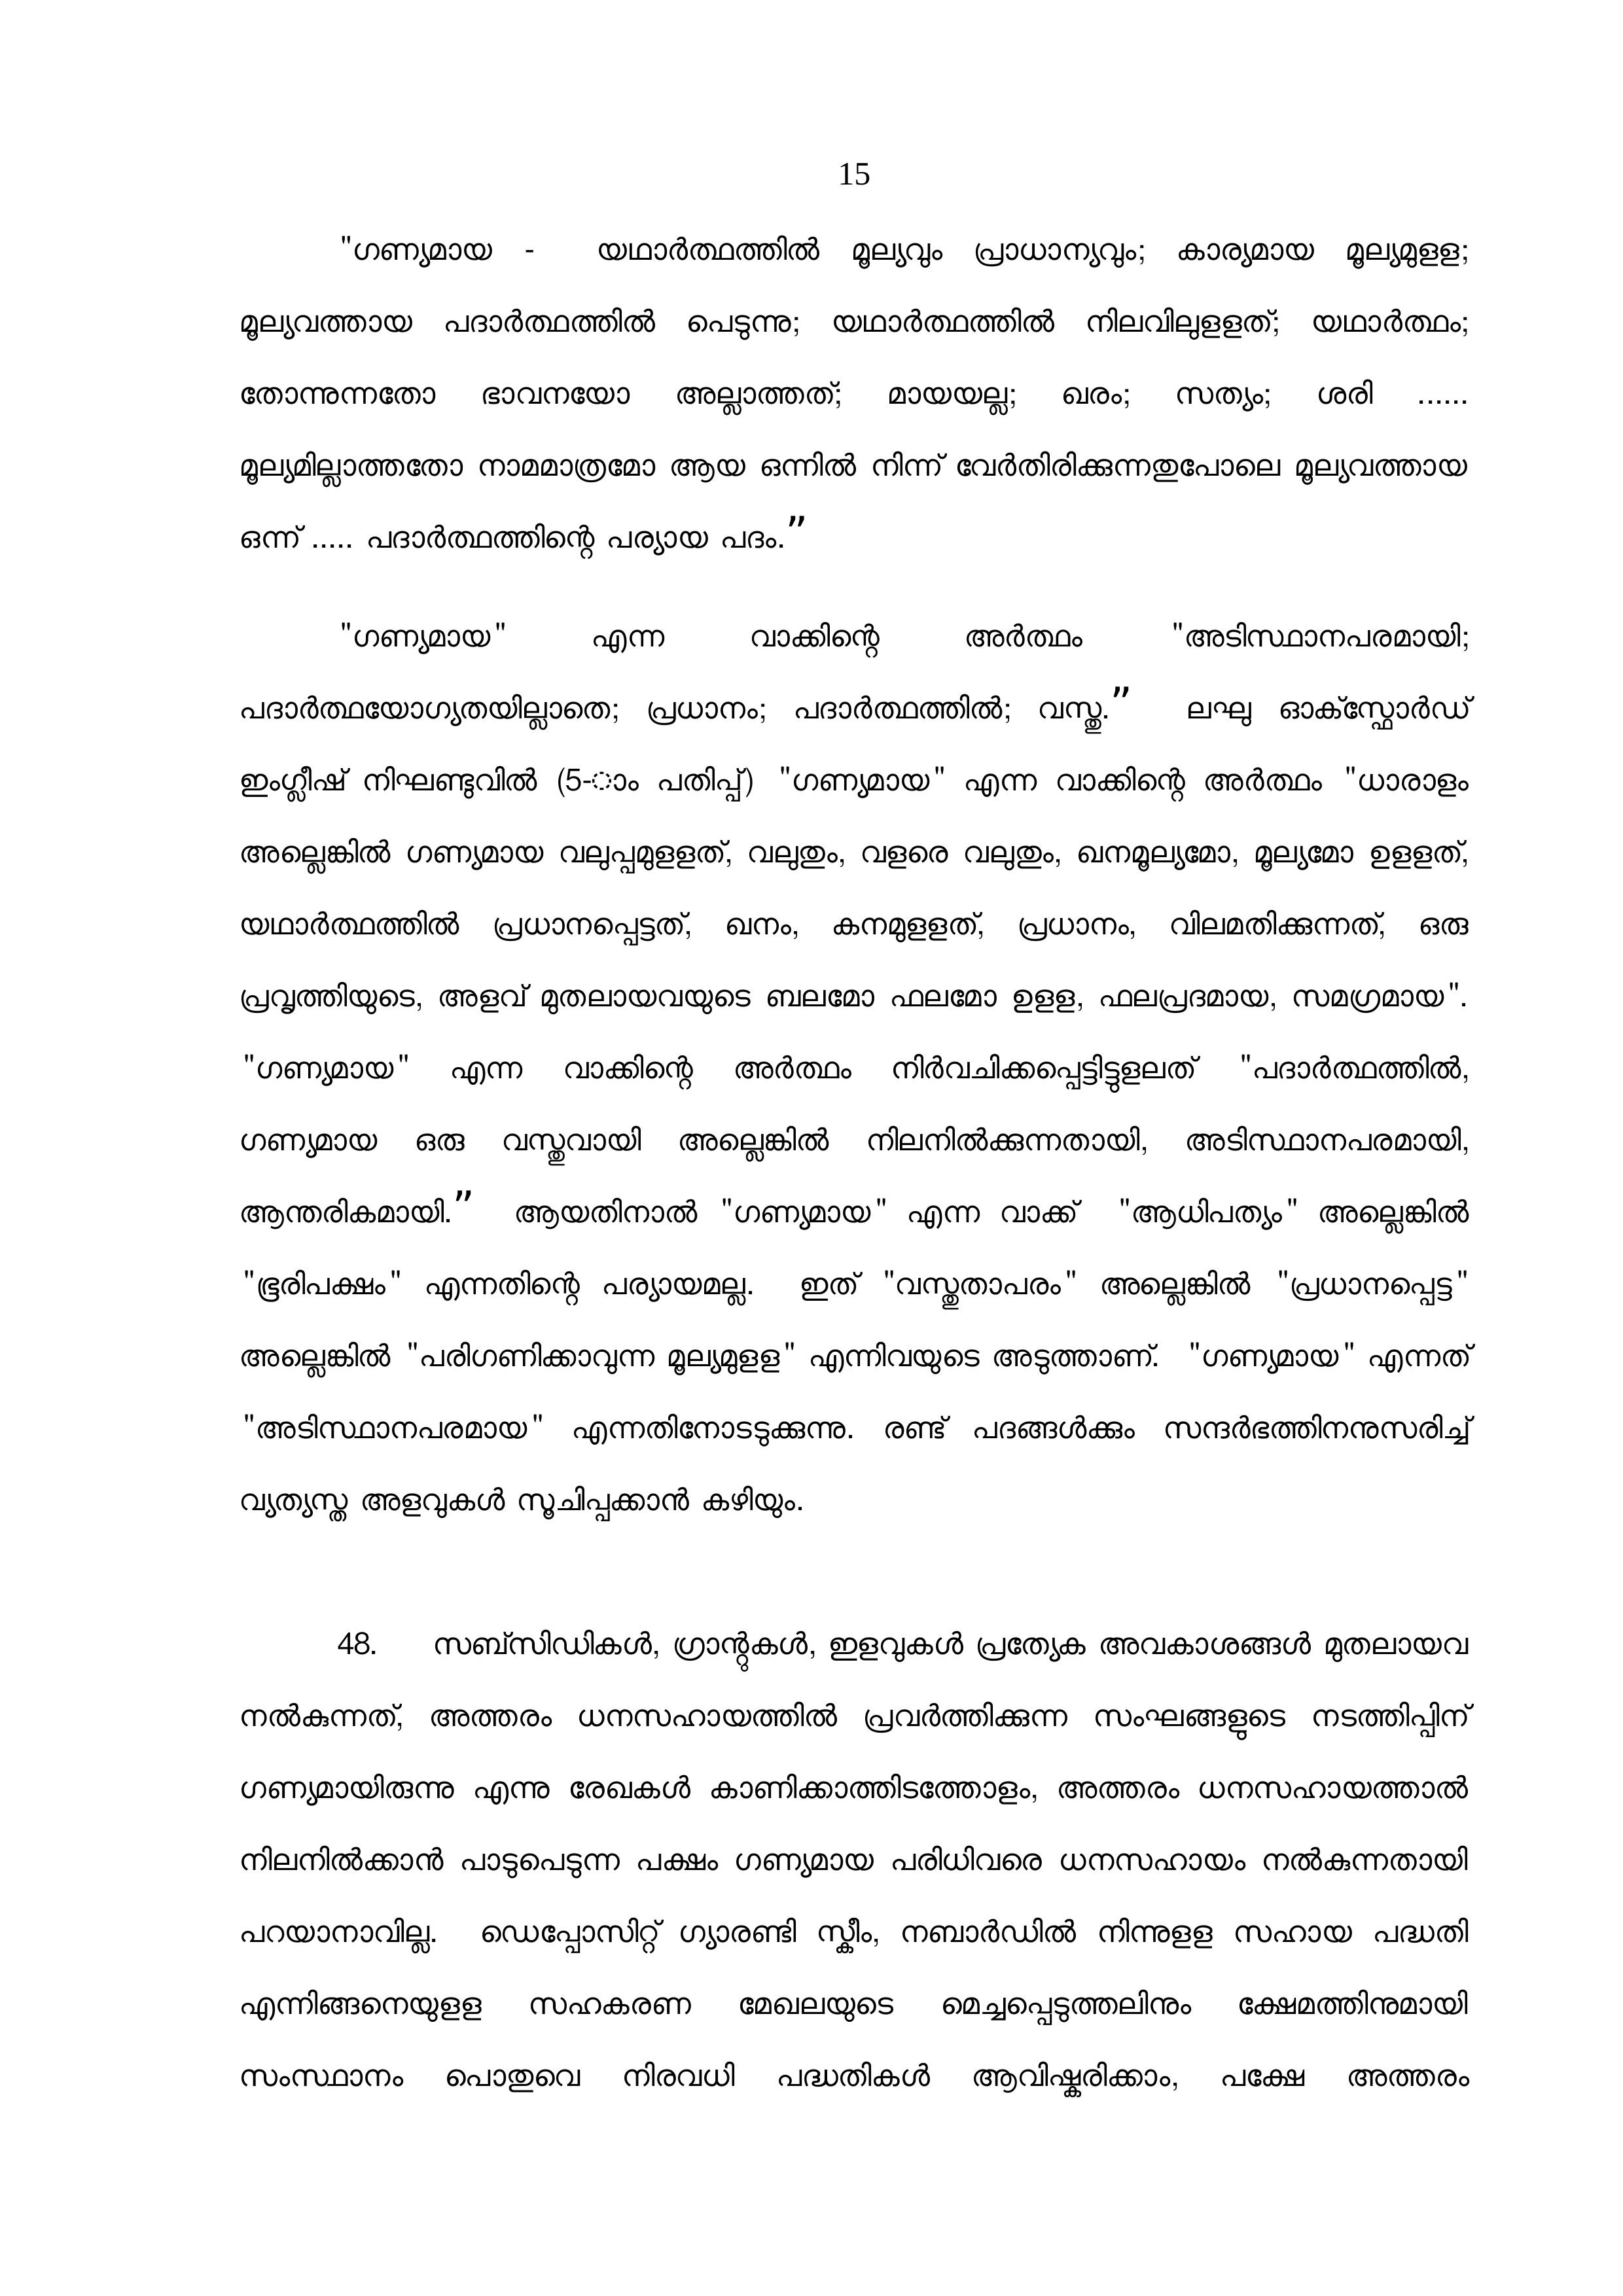 15
"ഗണ്യമായ - യഥാർത്ഥത്തിൽ മൂല്യവും പ്രാധാന്യവും; കാര്യമായ മൂല്യമുളള;
മൂല്യവത്തായ പദാർത്ഥത്തിൽ പെടുന്നു; യഥാർത്ഥത്തിൽ നിലവിലുളളത്; യഥാർത്ഥം;
തോന്നുന്നതോ ഭാവനയോ അല്ലാത്തത്; മായയല്ല; ഖരം; സത്യം; ശരി ......
മൂല്യമില്ലാത്തതോ നാമമാത്രമോ ആയ ഒന്നിൽ നിന്ന് വേർതിരിക്കുന്നതുപോലെ മൂല്യവത്തായ
ഒന്ന് ..... പദാർത്ഥത്തിന്റെ പര്യായ പദം.”
"ഗണ്യമായ" എന്ന വാക്കിന്റെ അർത്ഥം "അടിസ്ഥാനപരമായി;
പദാർത്ഥയോഗ്യതയില്ലാതെ; പ്രധാനം; പദാർത്ഥത്തിൽ; വസ്തു.” ലഘു ഓക്സ്ഫോർഡ്
ഇംഗ്ലീഷ് നിഘണ്ടുവിൽ (5-ാം പതിപ്പ്) "ഗണ്യമായ" എന്ന വാക്കിന്റെ അർത്ഥം "ധാരാളം
അല്ലെങ്കിൽ ഗണ്യമായ വലുപ്പമുളളത്, വലുതും, വളരെ വലുതും, ഖനമൂല്യമോ, മൂല്യമോ ഉളളത്,
യഥാർത്ഥത്തിൽ പ്രധാനപ്പെട്ടത്, ഖനം, കനമുളളത്, പ്രധാനം, വിലമതിക്കുന്നത്, ഒരു
പ്രവൃത്തിയുടെ, അളവ് മുതലായവയുടെ ബലമോ ഫലമോ ഉളള, ഫലപ്രദമായ, സമഗ്രമായ".
"ഗണ്യമായ" എന്ന വാക്കിന്റെ അർത്ഥം നിർവചിക്കപ്പെട്ടിട്ടുളലത് "പദാർത്ഥത്തിൽ,
ഗണ്യമായ ഒരു വസ്തുവായി അല്ലെങ്കിൽ നിലനിൽക്കുന്നതായി, അടിസ്ഥാനപരമായി,
ആന്തരികമായി.” ആയതിനാൽ "ഗണ്യമായ" എന്ന വാക്ക് "ആധിപത്യം" അല്ലെങ്കിൽ
"ഭൂരിപക്ഷം" എന്നതിന്റെ പര്യായമല്ല. ഇത് "വസ്തുതാപരം" അല്ലെങ്കിൽ "പ്രധാനപ്പെട്ട"
അല്ലെങ്കിൽ "പരിഗണിക്കാവുന്ന മൂല്യമുളള" എന്നിവയുടെ അടുത്താണ്. "ഗണ്യമായ" എന്നത്
"അടിസ്ഥാനപരമായ" എന്നതിനോടടുക്കുന്നു. രണ്ട് പദങ്ങൾക്കും സന്ദർഭത്തിനനുസരിച്ച്
വ്യത്യസ്ത അളവുകൾ സൂചിപ്പക്കാൻ കഴിയും.
48. സബ്സിഡികൾ, ഗ്രാന്റുകൾ, ഇളവുകൾ പ്രത്യേക അവകാശങ്ങൾ മുതലായവ
നൽകുന്നത്, അത്തരം ധനസഹായത്തിൽ പ്രവർത്തിക്കുന്ന സംഘങ്ങളുടെ നടത്തിപ്പിന്
ഗണ്യമായിരുന്നു എന്നു രേഖകൾ കാണിക്കാത്തിടത്തോളം, അത്തരം ധനസഹായത്താൽ
നിലനിൽക്കാൻ പാടുപെടുന്ന പക്ഷം ഗണ്യമായ പരിധിവരെ ധനസഹായം നൽകുന്നതായി
പറയാനാവില്ല. ഡെപ്പോസിറ്റ് ഗ്യാരണ്ടി സ്കീം, നബാർഡിൽ നിന്നുളള സഹായ പദ്ധതി
എന്നിങ്ങനെയുളള സഹകരണ മേഖലയുടെ മെച്ചപ്പെടുത്തലിനും ക്ഷേമത്തിനുമായി
സംസ്ഥാനം പൊതുവെ നിരവധി പദ്ധതികൾ ആവിഷ്കരിക്കാം, പക്ഷേ അത്തരം